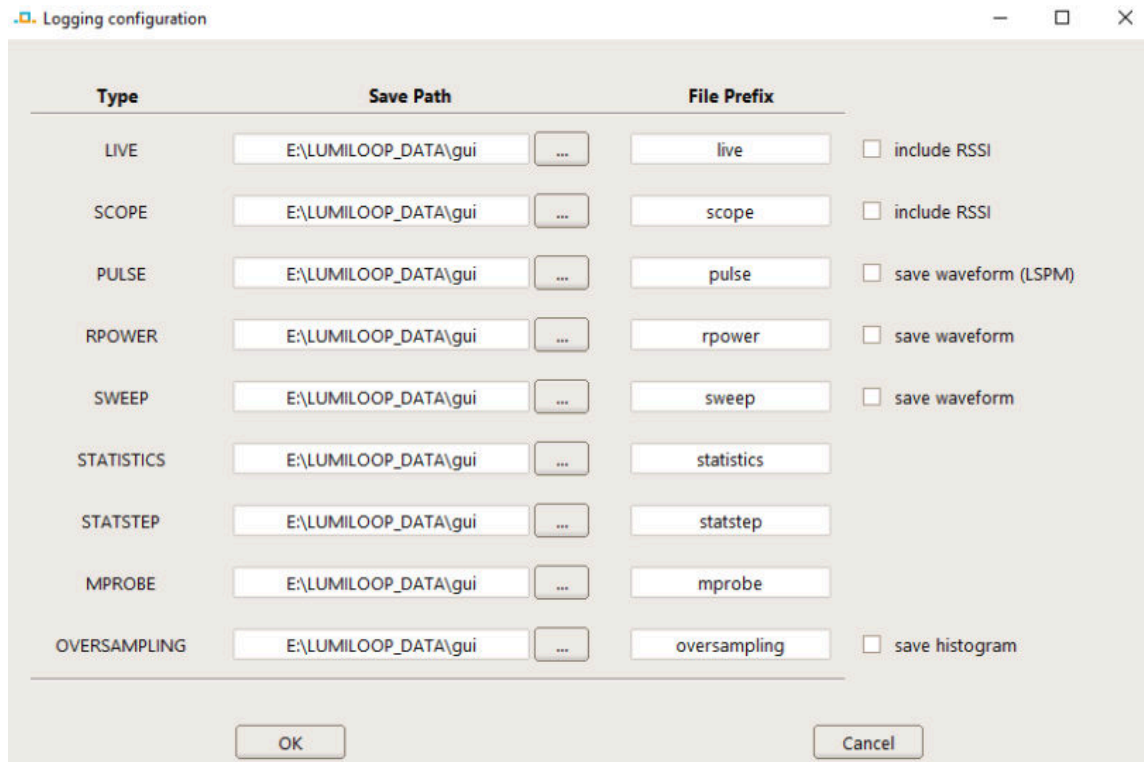 Logging configuration
Type Save Path File Prefix
LIVE E:\LUMILOOP_DATA\gui ... live include RSSI
SCOPE E:\LUMILOOP_DATA\gui ... scope include RSSI
PULSE E:\LUMILOOP_DATA\gui ... pulse save waveform (LSPM)
RPOWER E:\LUMILOOP_DATA\gui ... rpower save waveform
SWEEP E:\LUMILOOP_DATA\gui ... sweep save waveform
STATISTICS E:\LUMILOOP_DATA\gui ... statistics
STATSTEP E:\LUMILOOP_DATA\gui ... statstep
MPROBE E:\LUMILOOP_DATA\gui ... mprobe
OVERSAMPLING E:\LUMILOOP_DATA\gui ... oversampling save histogram
OK Cancel